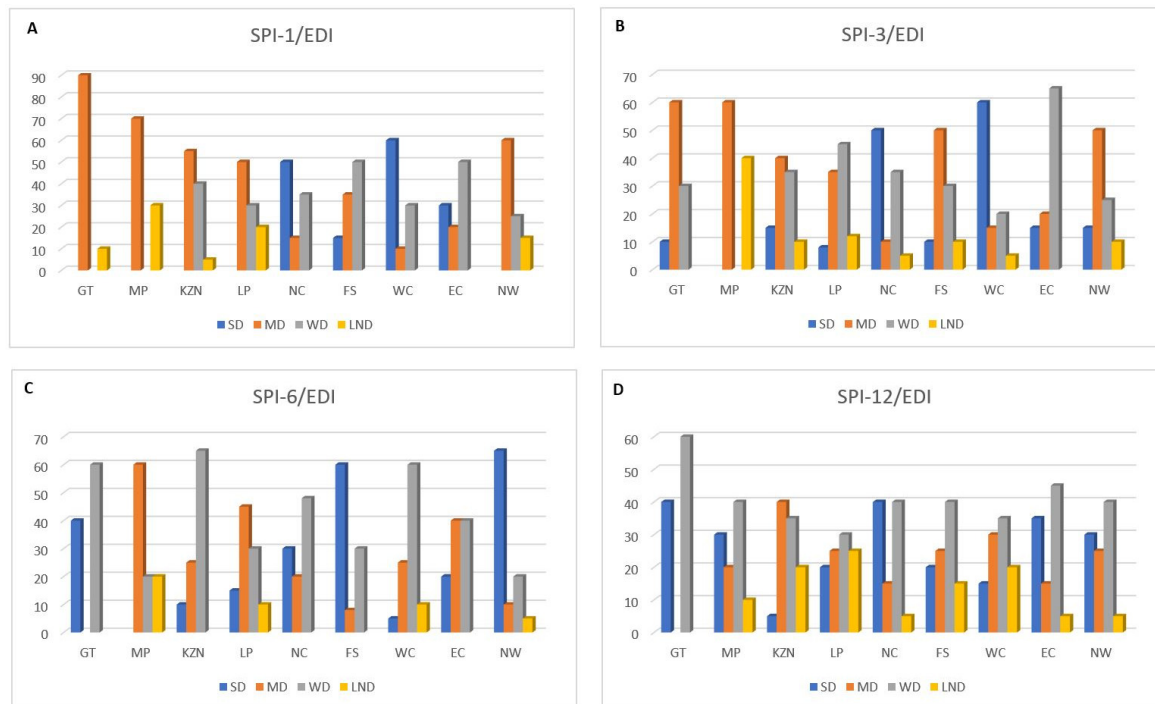 A
SPI-1/EDI
90
80
70
60
50
40
30
20
10
0
GT MP KZN LP NC FS WC EC NW
SD MD WD LND
B
SPI-3/EDI
70
60
50
40
30
20
10
0
GT MP KZN LP NC FS WC EC NW
SD MD WD LND
C
SPI-6/EDI
70
60
50
40
30
20
10
0
GT MP KZN LP NC FS WC EC NW
SD MD WD LND
D
SPI-12/EDI
60
50
40
30
20
10
0
GT MP KZN LP NC FS WC EC NW
SD MD WD LND